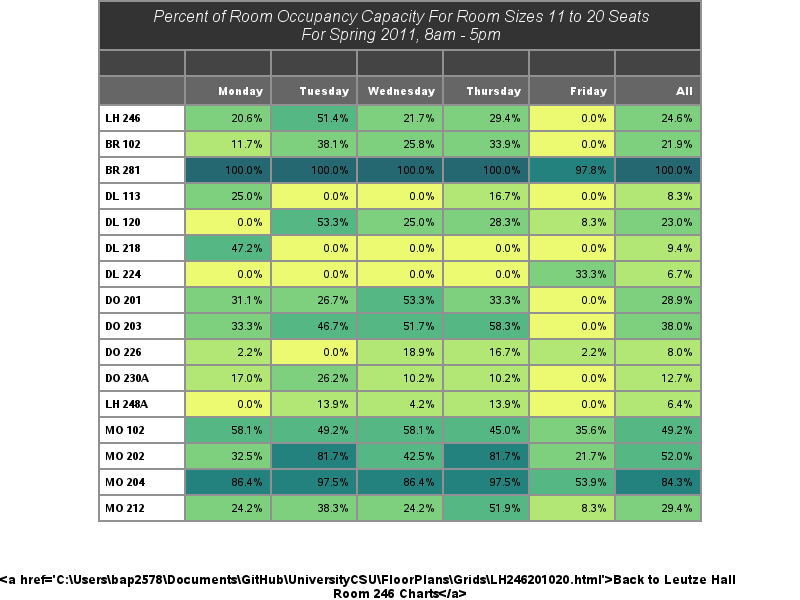 Percent of Room Occupancy Capacity For Room Sizes 11 to 20 Seats
For Spring 2011, 8am - 5pm
Monday Tuesday Wednesday Thursday Friday All
LH 246 20.6% 51.4% 21.7% 29.4% 0.0% 24.6%
BR 102 11.7% 38.1% 25.8% 33.9% 0.0% 21.9%
BR 281 100.0% 100.0% 100.0% 100.0% 97.8% 100.0%
DL 113 25.0% 0.0% 0.0% 16.7% 0.0% 8.3%
DL 120 0.0% 53.3% 25.0% 28.3% 8.3% 23.0%
DL 218 47.2% 0.0% 0.0% 0.0% 0.0% 9.4%
DL 224 0.0% 0.0% 0.0% 0.0% 33.3% 6.7%
DO 201 31.1% 26.7% 53.3% 33.3% 0.0% 28.9%
DO 203 33.3% 46.7% 51.7% 58.3% 0.0% 38.0%
DO 226 2.2% 0.0% 18.9% 16.7% 2.2% 8.0%
DO 230A 17.0% 26.2% 10.2% 10.2% 0.0% 12.7%
LH 248A 0.0% 13.9% 4.2% 13.9% 0.0% 6.4%
MO 102 58.1% 49.2% 58.1% 45.0% 35.6% 49.2%
MO 202 32.5% 81.7% 42.5% 81.7% 21.7% 52.0%
MO 204 86.4% 97.5% 86.4% 97.5% 53.9% 84.3%
MO 212 24.2% 38.3% 24.2% 51.9% 8.3% 29.4%
<a href='C:\Users\bap2578\Documents\GitHub\UniversityCSU\FloorPlans\Grids\LH246201020.html'>Back to Leutze Hall
Room 246 Charts</a>